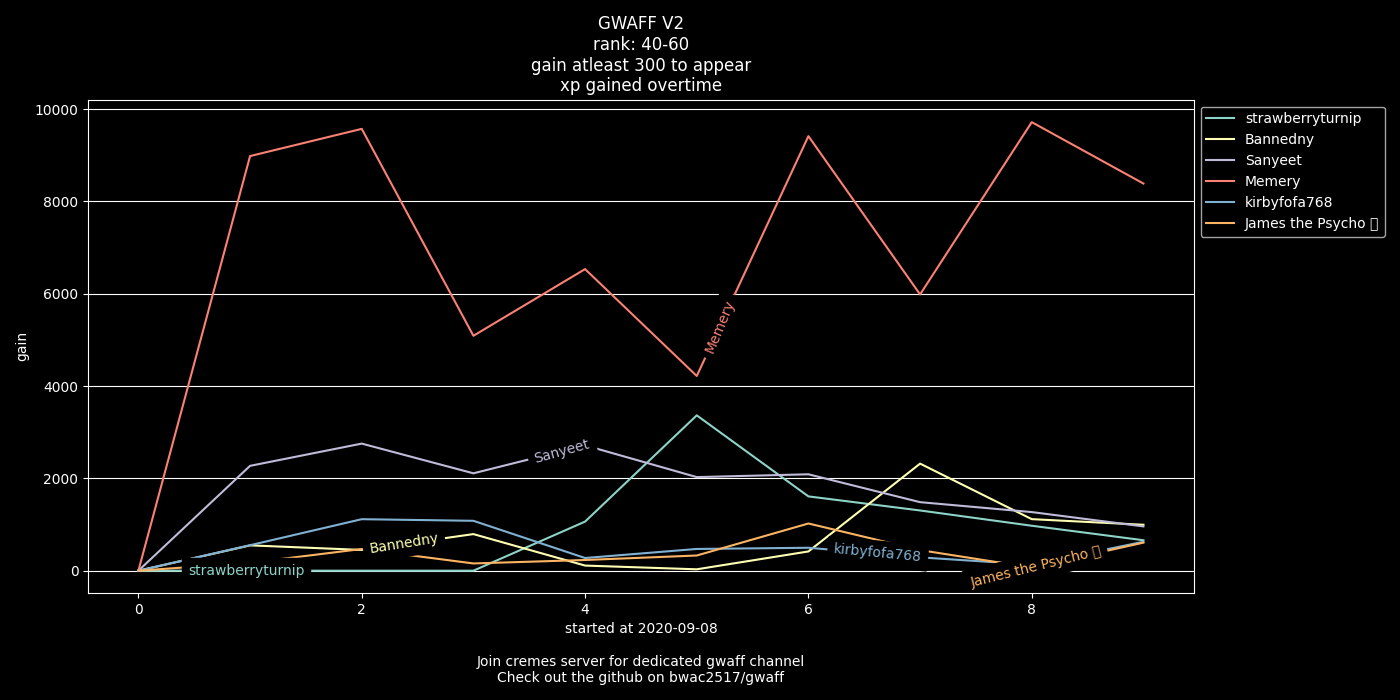 GWAFF V2
rank: 40-60
gain atleast 300 to appear
xp gained overtime
10000
8000
6000
4000
2000
0
gain
0 2 4 6 8
started at 2020-09-08
strawberryturnip
Bannedny
Sanyeet
Memery
kirbyfofa768
James the Psycho
Memery
Sanyeet
Bannedny
strawberryturnip
kirbyfofa768
James the Psycho
Join cremes server for dedicated gwaff channel
Check out the github on bwac2517/gwaff